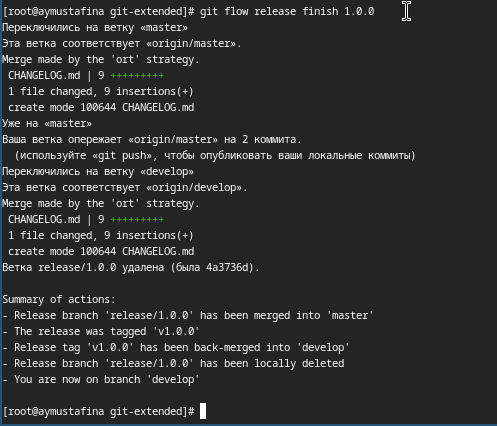 [root@aymustafina git-extended]# git flow release finish 1.0.0
Переключились на ветку «master»
Эта ветка соответствует «origin/master».
Merge made by the 'ort' strategy.
 CHANGELOG.md | 9 +++++++++
 1 file changed, 9 insertions(+)
 create mode 100644 CHANGELOG.md
Уже на «master»
Ваша ветка опережает «origin/master» на 2 коммита.
  (используйте «git push», чтобы опубликовать ваши локальные коммиты)
Переключились на ветку «develop»
Эта ветка соответствует «origin/develop».
Merge made by the 'ort' strategy.
 CHANGELOG.md | 9 +++++++++
 1 file changed, 9 insertions(+)
 create mode 100644 CHANGELOG.md
Ветка release/1.0.0 удалена (была 4a3736d).

Summary of actions:
- Release branch 'release/1.0.0' has been merged into 'master'
- The release was tagged 'v1.0.0'
- Release tag 'v1.0.0' has been back-merged into 'develop'
- Release branch 'release/1.0.0' has been locally deleted
- You are now on branch 'develop'

[root@aymustafina git-extended]#